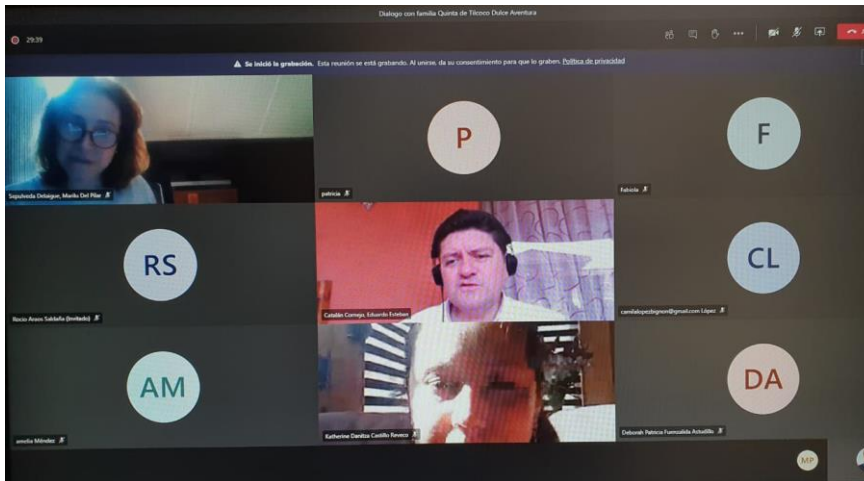 Dialogo con familia Quinta de Tilcoco Dulce Aventura
29:39
Se inició la grabación. Esta reunión se está grabando. Al unirse, da su consentimiento para que lo graben. Política de privacidad
Sepulveda Delaigue, Marilu Del Pilar
P
patricia
F
Fabiola
RS
Rocio Araos Saldaña (Invitado)
Catalán Cornejo, Eduardo Esteban
CL
camilalopezbignon@gmail.com López
AM
amelia Méndez
Katherine Danitza Castillo Reveco
DA
Deborah Patricia Fuenzalida Astudillo
MP